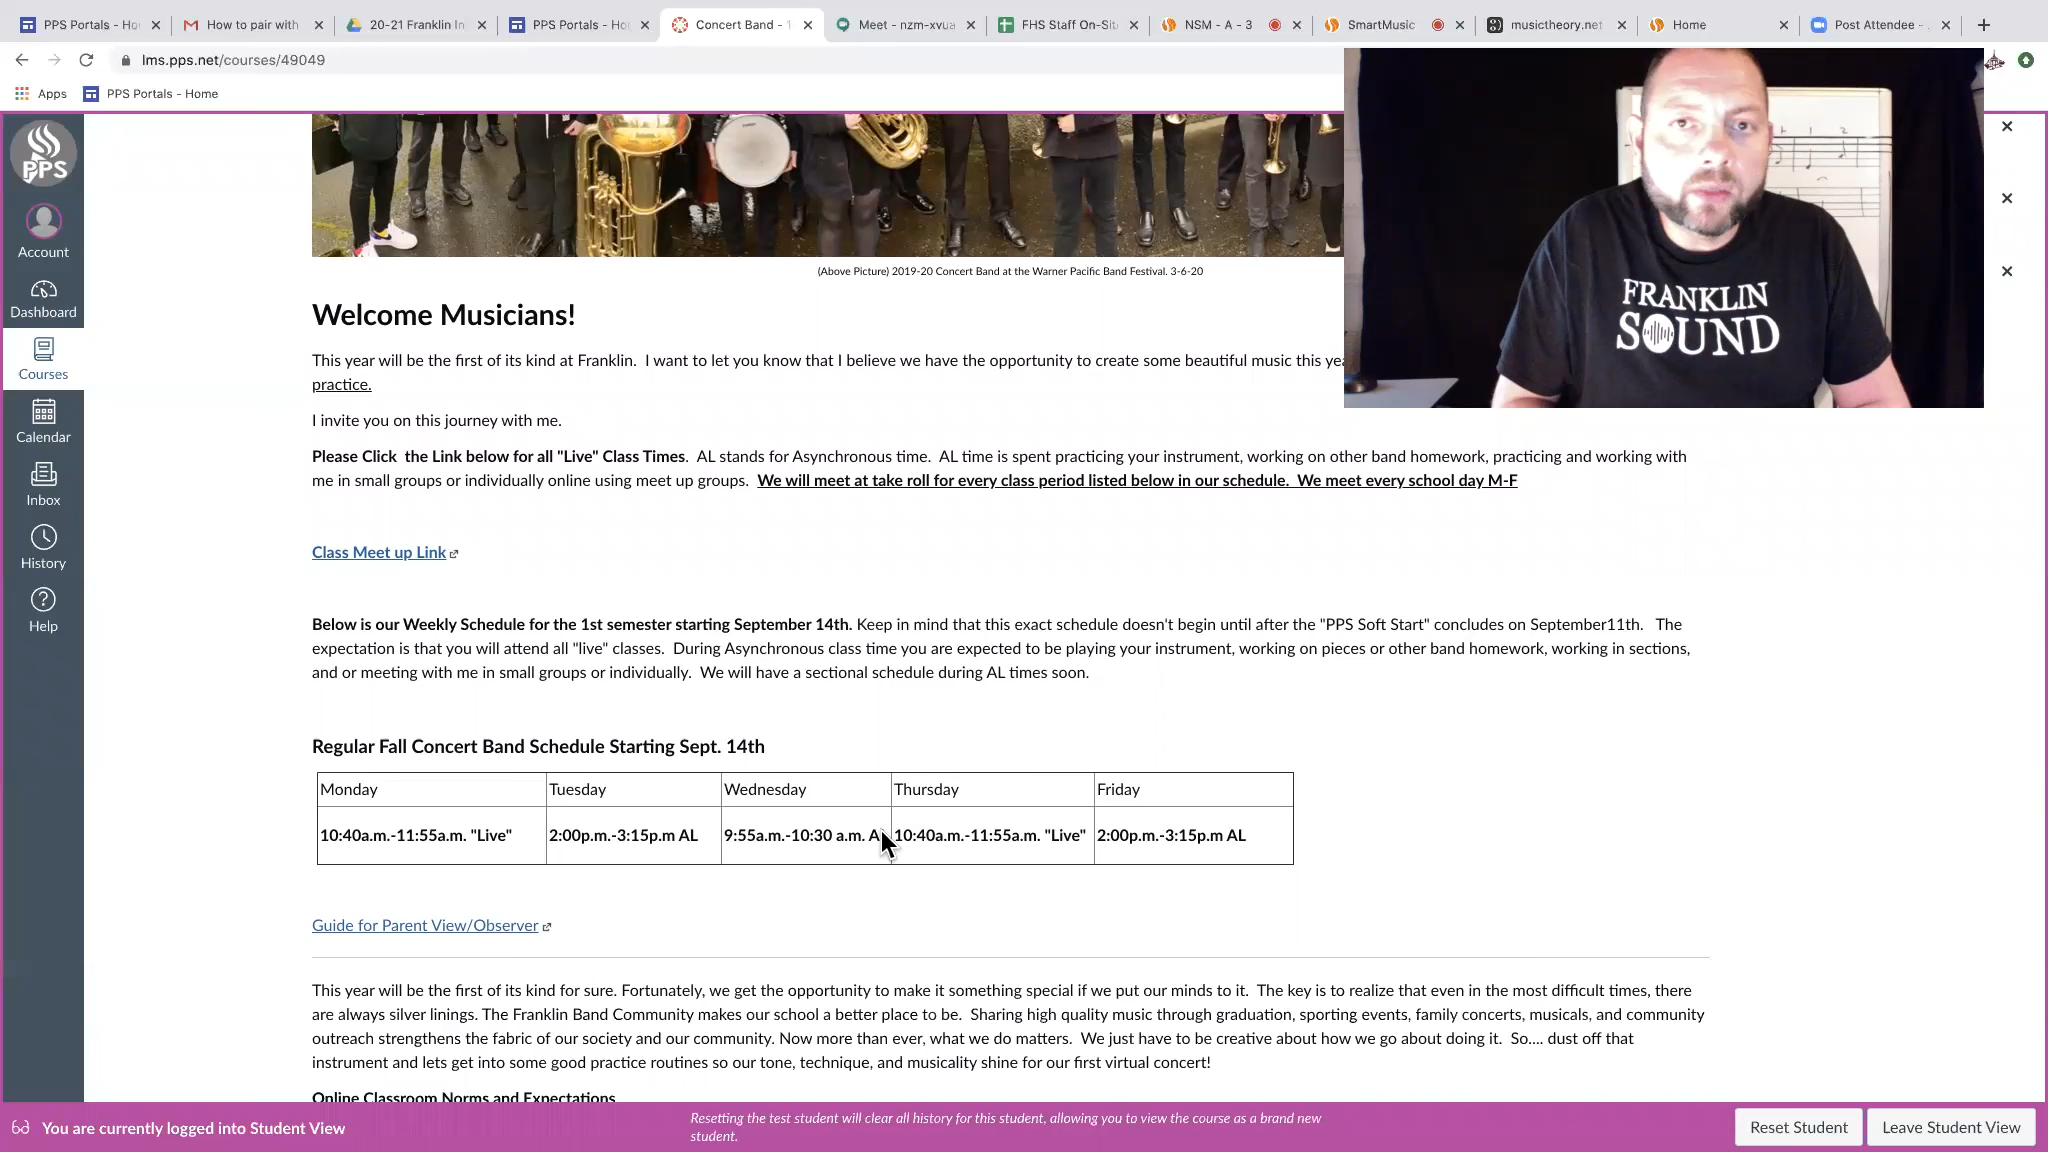 PPS Portals - Ho
How to pair with
20-21 Franklin In
PPS Portals - Ho
Concert Band - 1
Meet - nzm-xvua
FHS Staff On-Sit
NSM - A - 3
SmartMusic
musictheory.net
Home
Post Attendee -
lms.pps.net/courses/49049
Apps
PPS Portals - Home
PPS
Account
Dashboard
Courses
Calendar
Inbox
History
Help
FRANKLIN
SOUND
(Above Picture) 2019-20 Concert Band at the Warner Pacific Band Festival. 3-6-20
Welcome Musicians!
This year will be the first of its kind at Franklin.  I want to let you know that I believe we have the opportunity to create some beautiful music this yea
practice.
I invite you on this journey with me.
Please Click  the Link below for all "Live" Class Times.  AL stands for Asynchronous time.  AL time is spent practicing your instrument, working on other band homework, practicing and working with
me in small groups or individually online using meet up groups.  We will meet at take roll for every class period listed below in our schedule.  We meet every school day M-F
Class Meet up Link
Below is our Weekly Schedule for the 1st semester starting September 14th. Keep in mind that this exact schedule doesn't begin until after the "PPS Soft Start" concludes on September11th.   The
expectation is that you will attend all "live" classes.  During Asynchronous class time you are expected to be playing your instrument, working on pieces or other band homework, working in sections,
and or meeting with me in small groups or individually.  We will have a sectional schedule during AL times soon.
Regular Fall Concert Band Schedule Starting Sept. 14th
Monday Tuesday Wednesday Thursday Friday
10:40a.m.-11:55a.m. "Live" 2:00p.m.-3:15p.m AL 9:55a.m.-10:30 a.m. A 10:40a.m.-11:55a.m. "Live" 2:00p.m.-3:15p.m AL
Guide for Parent View/Observer
This year will be the first of its kind for sure. Fortunately, we get the opportunity to make it something special if we put our minds to it.  The key is to realize that even in the most difficult times, there
are always silver linings. The Franklin Band Community makes our school a better place to be.  Sharing high quality music through graduation, sporting events, family concerts, musicals, and community
outreach strengthens the fabric of our society and our community. Now more than ever, what we do matters.  We just have to be creative about how we go about doing it.  So.... dust off that
instrument and lets get into some good practice routines so our tone, technique, and musicality shine for our first virtual concert!
Online Classroom Norms and Expectations
You are currently logged into Student View
Resetting the test student will clear all history for this student, allowing you to view the course as a brand new
student.
Reset Student
Leave Student View